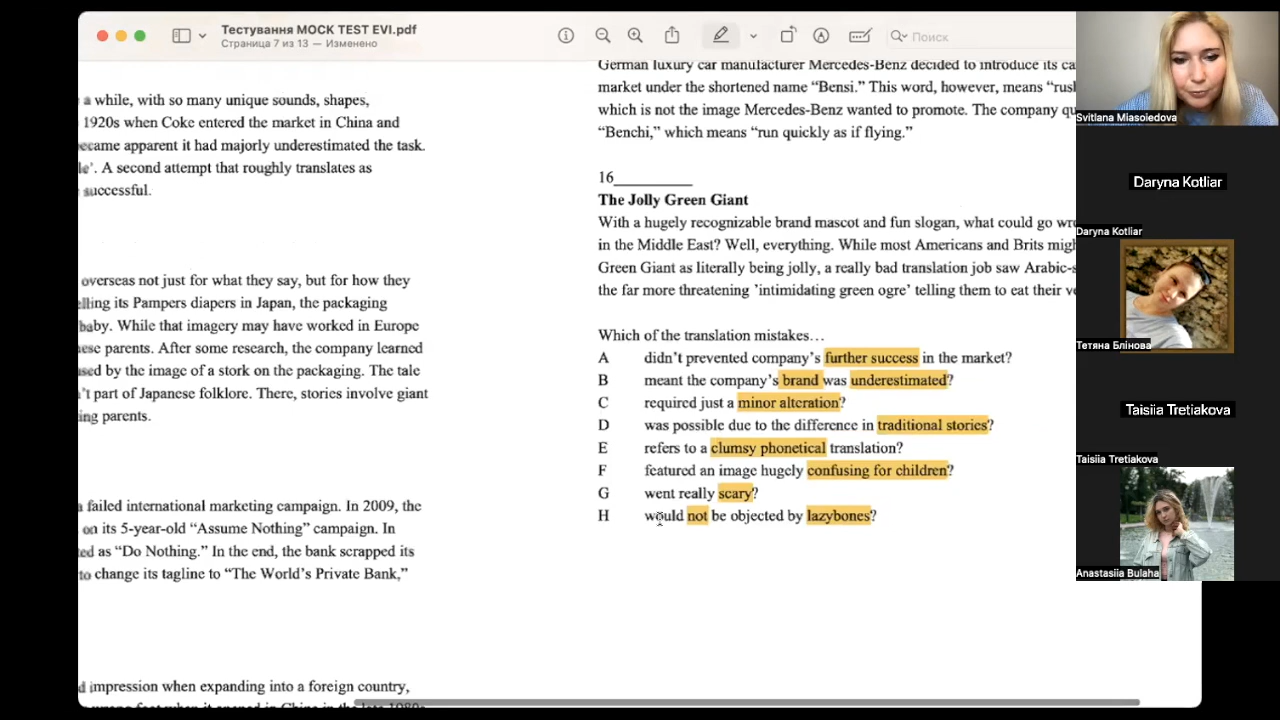 Тестування MOCK TEST EVI.pdf
Страница 7 из 13 — Изменено
Поиск
a while, with so many unique sounds, shapes,
1920s when Coke entered the market in China and
became apparent it had majorly underestimated the task.
A second attempt that roughly translates as
successful.
overseas not just for what they say, but for how they
its Pampers diapers in Japan, the packaging
baby. While that imagery may have worked in Europe
parents. After some research, the company learned
by the image of a stork on the packaging. The tale
part of Japanese folklore. There, stories involve giant
parents.
failed international marketing campaign. In 2009, the
on its 5-year-old “Assume Nothing” campaign. In
as “Do Nothing.” In the end, the bank scrapped its
to change its tagline to “The World’s Private Bank,”
impression when expanding into a foreign country,
German luxury car manufacturer Mercedes-Benz decided to introduce its
market under the shortened name “Bensi.” This word, however, means
which is not the image Mercedes-Benz wanted to promote. The company
“Benchi,” which means “run quickly as if flying.”
16__________
The Jolly Green Giant
With a hugely recognizable brand mascot and fun slogan, what could go
in the Middle East? Well, everything. While most Americans and Brits
Green Giant as literally being jolly, a really bad translation job saw
the far more threatening ’intimidating green ogre’ telling them to eat their
Which of the translation mistakes…
A didn’t prevented company’s further success in the market?
B meant the company’s brand was underestimated?
C required just a minor alteration?
D was possible due to the difference in traditional stories?
E refers to a clumsy phonetical translation?
F featured an image hugely confusing for children?
G went really scary?
H would not be objected by lazybones?
Svitlana Miasoiedova
Daryna Kotliar
Daryna Kotliar
Тетяна Блінова
Taisiia Tretiakova
Taisiia Tretiakova
Anastasiia Bulaha